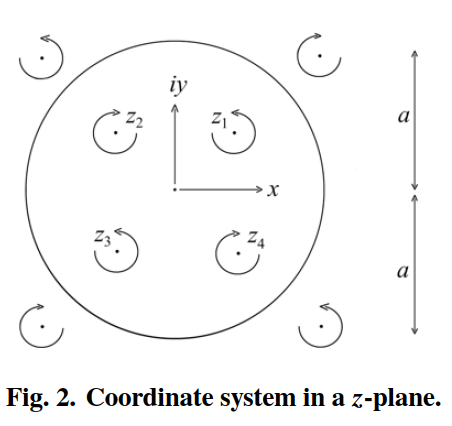 iy
z₂
z₁
a
x
z₃
z₄
a
Fig. 2. Coordinate system in a z-plane.